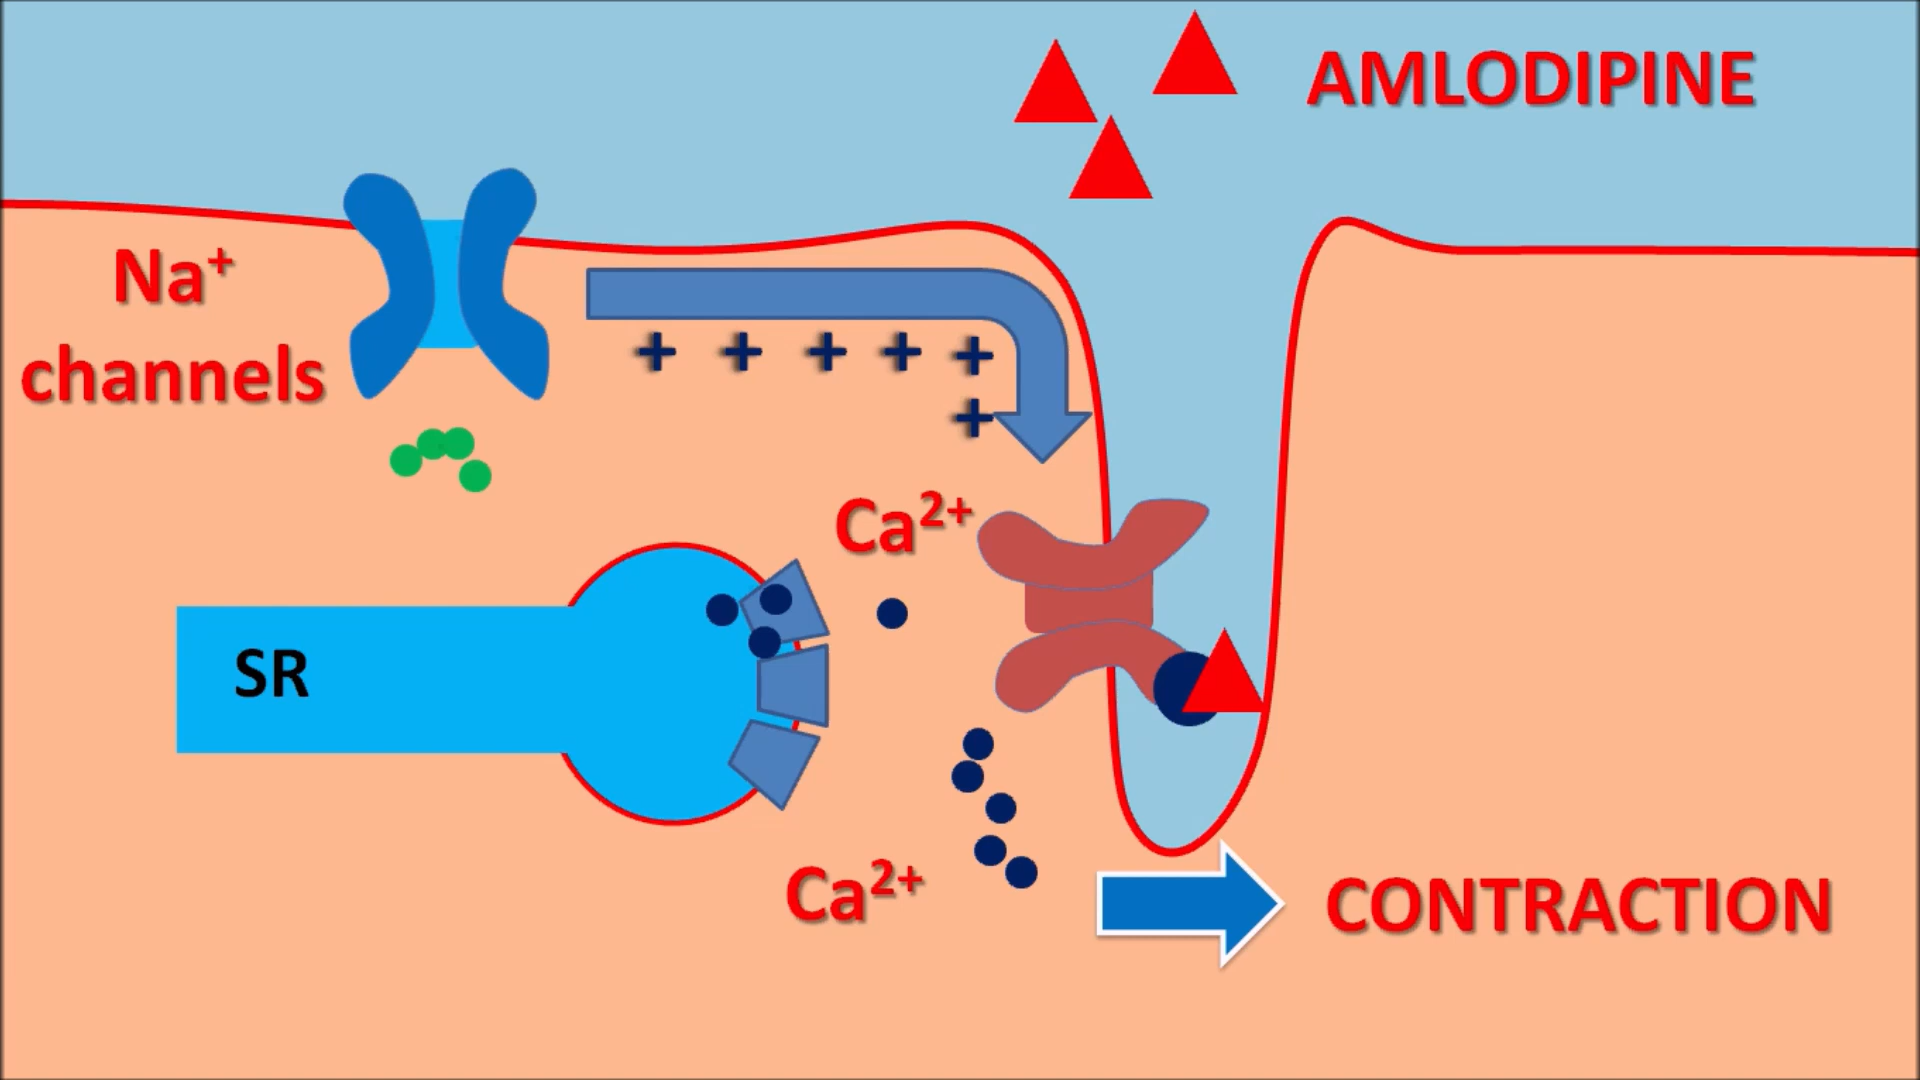 AMLODIPINE
Na⁺
channels
+ + + + +
+
Ca²⁺
SR
Ca²⁺
CONTRACTION